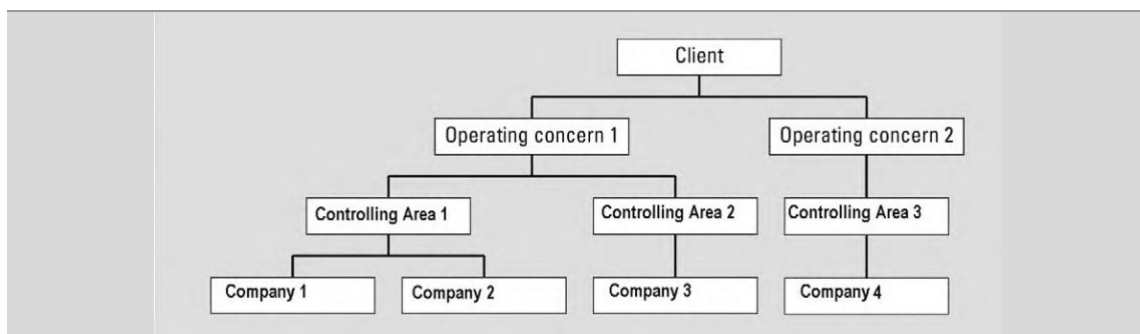 Client
Operating concern 1
Operating concern 2
Controlling Area 1
Controlling Area 2
Controlling Area 3
Company 1
Company 2
Company 3
Company 4